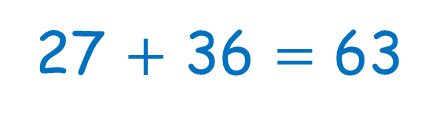 27 + 36 = 63